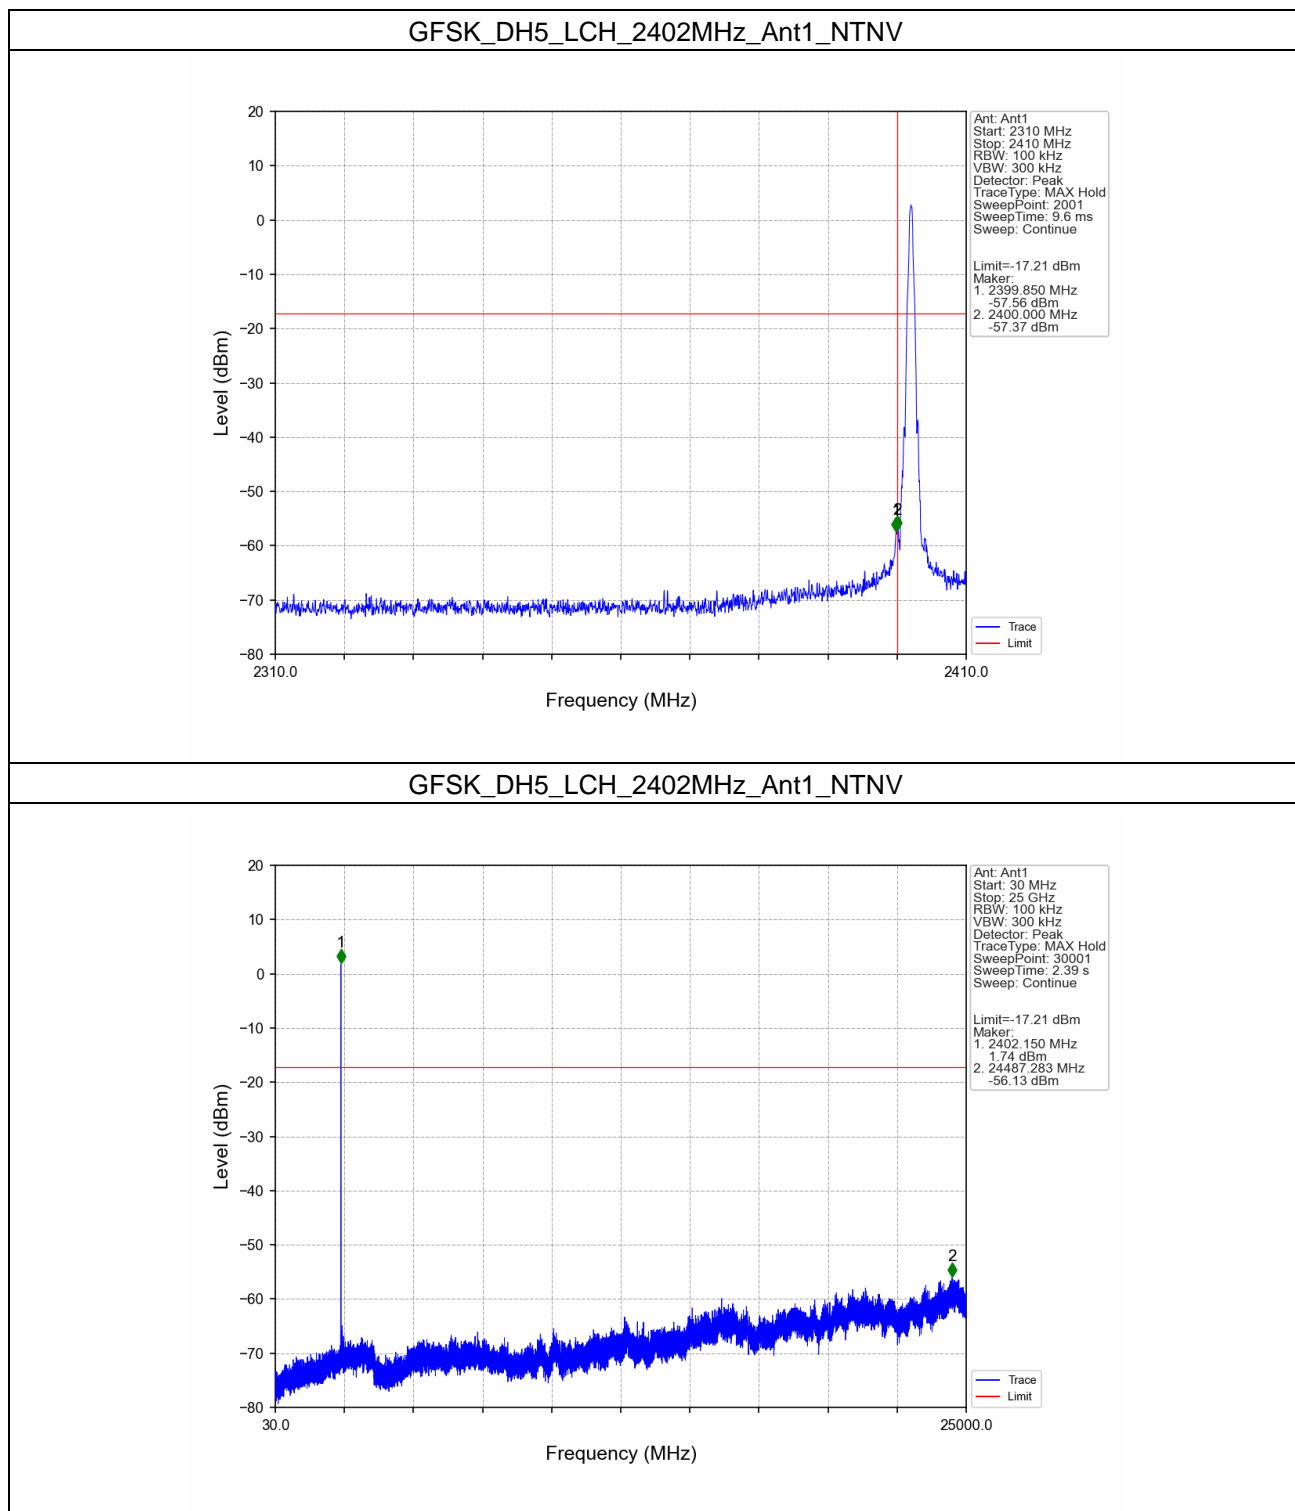 GFSK_DH5_LCH_2402MHz_Ant1_NTNV
20
10
0
−10
−20
−30
−40
−50
−60
−70
−80
Level (dBm)
2310.0
2410.0
Frequency (MHz)
2
Ant: Ant1
Start: 2310 MHz
Stop: 2410 MHz
RBW: 100 kHz
VBW: 300 kHz
Detector: Peak
TraceType: MAX Hold
SweepPoint: 2001
SweepTime: 9.6 ms
Sweep: Continue
Limit=-17.21 dBm
Maker:
1. 2399.850 MHz
-57.56 dBm
2. 2400.000 MHz
-57.37 dBm
Trace
Limit
GFSK_DH5_LCH_2402MHz_Ant1_NTNV
20
10
0
−10
−20
−30
−40
−50
−60
−70
−80
Level (dBm)
30.0
25000.0
Frequency (MHz)
1
2
Ant: Ant1
Start: 30 MHz
Stop: 25 GHz
RBW: 100 kHz
VBW: 300 kHz
Detector: Peak
TraceType: MAX Hold
SweepPoint: 30001
SweepTime: 2.39 s
Sweep: Continue
Limit=-17.21 dBm
Maker:
1. 2402.150 MHz
1.74 dBm
2. 24487.283 MHz
-56.13 dBm
Trace
Limit